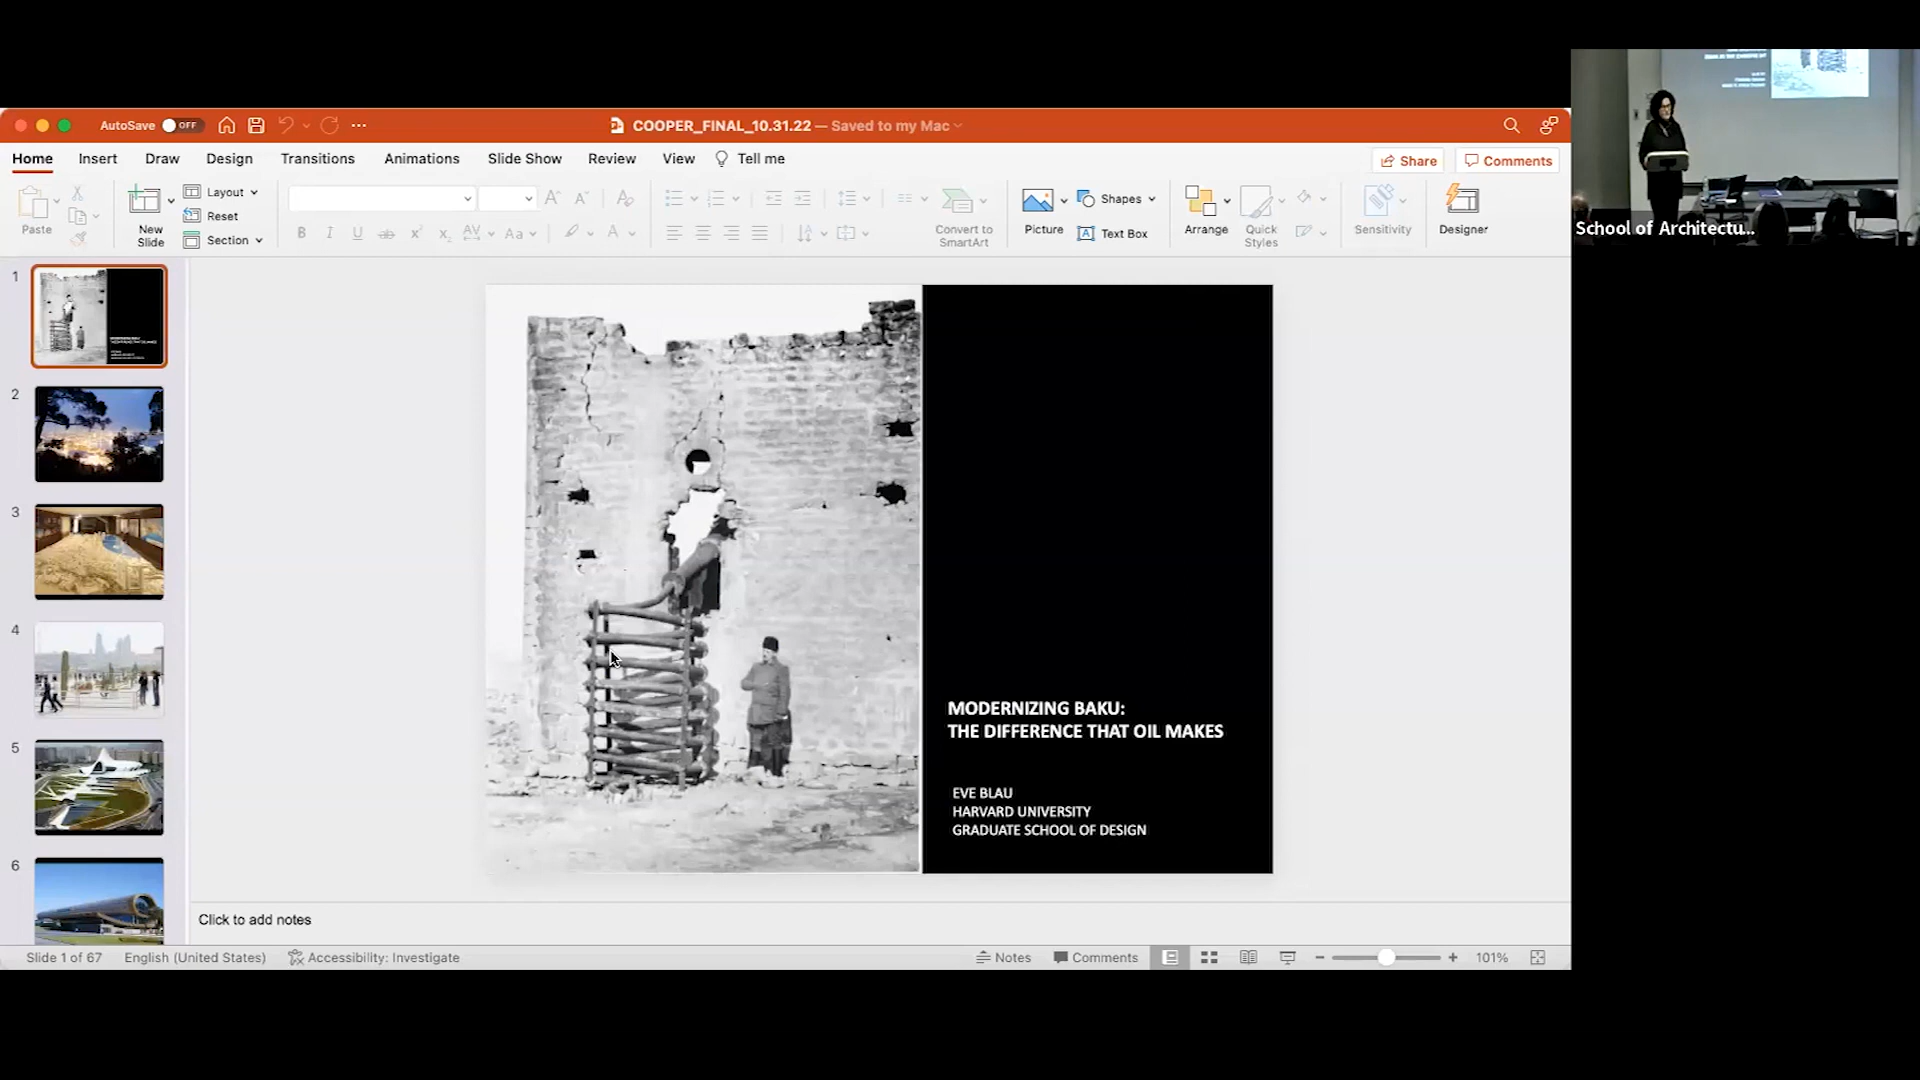 AutoSave OFF
COOPER_FINAL_10.31.22 — Saved to my Mac
Home Insert Draw Design Transitions Animations Slide Show Review View Tell me
Share Comments
Paste
New Slide
Layout
Reset
Section
Convert to SmartArt
Picture
Shapes
Text Box
Arrange
Quick Styles
Sensitivity
Designer
School of Architectu...
1
2
3
4
5
6
MODERNIZING BAKU:
THE DIFFERENCE THAT OIL MAKES
EVE BLAU
HARVARD UNIVERSITY
GRADUATE SCHOOL OF DESIGN
Click to add notes
Slide 1 of 67 English (United States) Accessibility: Investigate
Notes Comments 101%